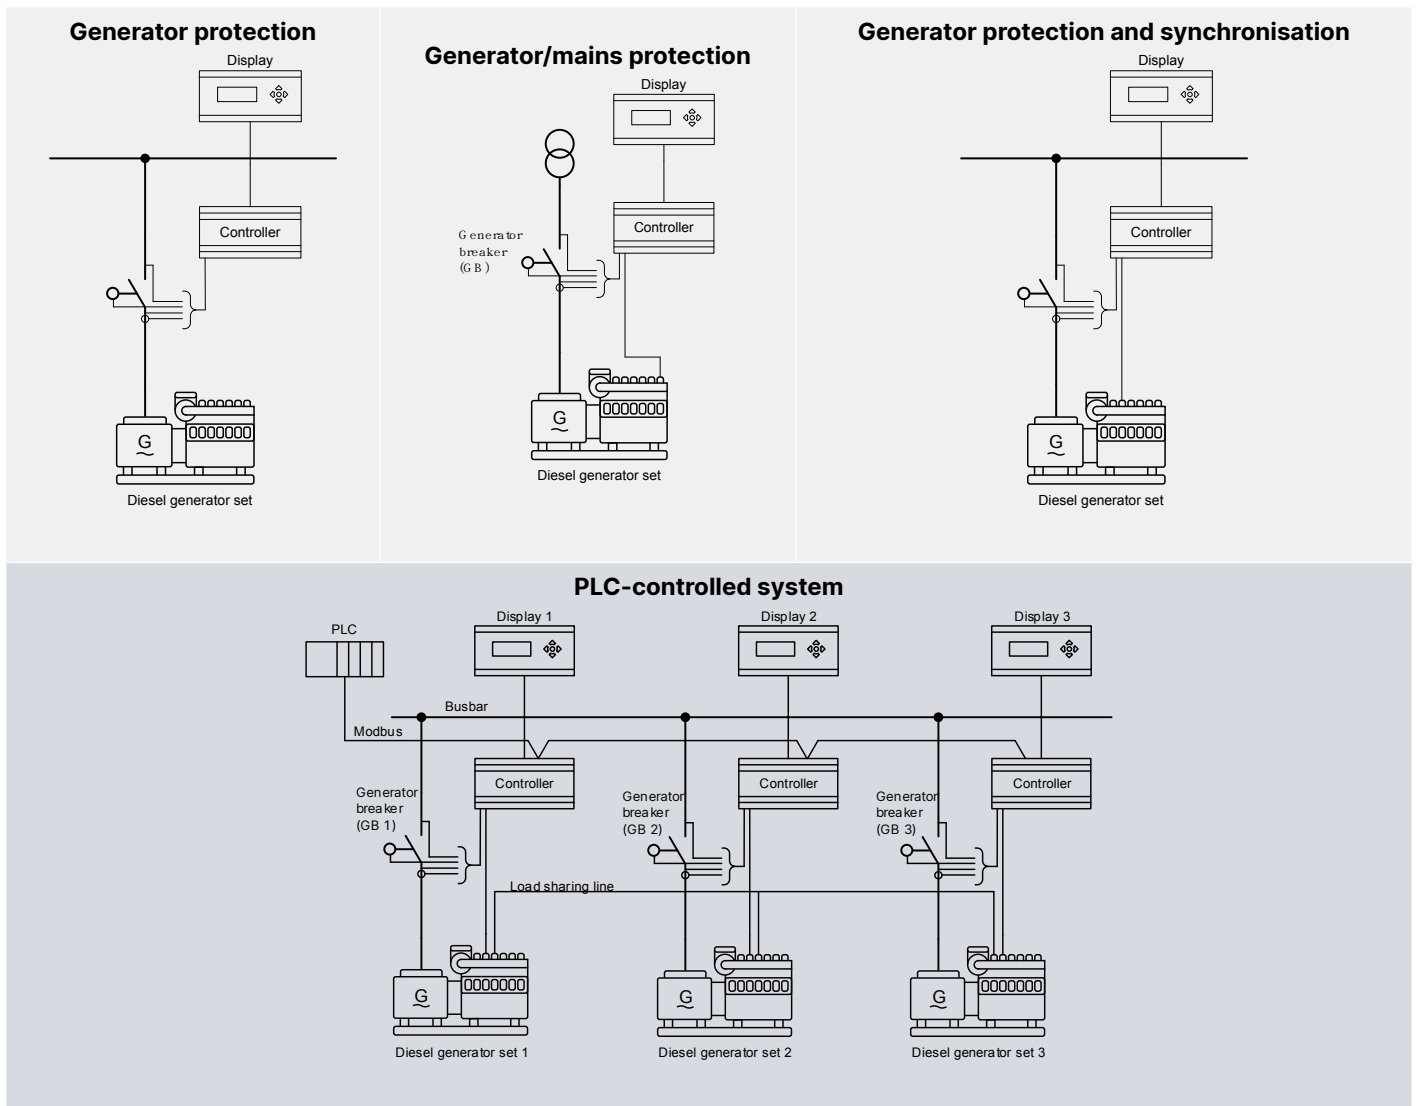 Generator protection
Display
Controller
G
Diesel generator set
Generator/mains protection
Display
Controller
Generator
breaker
(GB)
G
Diesel generator set
Generator protection and synchronisation
Display
Controller
G
Diesel generator set
PLC-controlled system
PLC
Display 1
Display 2
Display 3
Busbar
Modbus
Controller
Controller
Controller
Generator
breaker
(GB 1)
Generator
breaker
(GB 2)
Generator
breaker
(GB 3)
Load sharing line
G
G
G
Diesel generator set 1
Diesel generator set 2
Diesel generator set 3